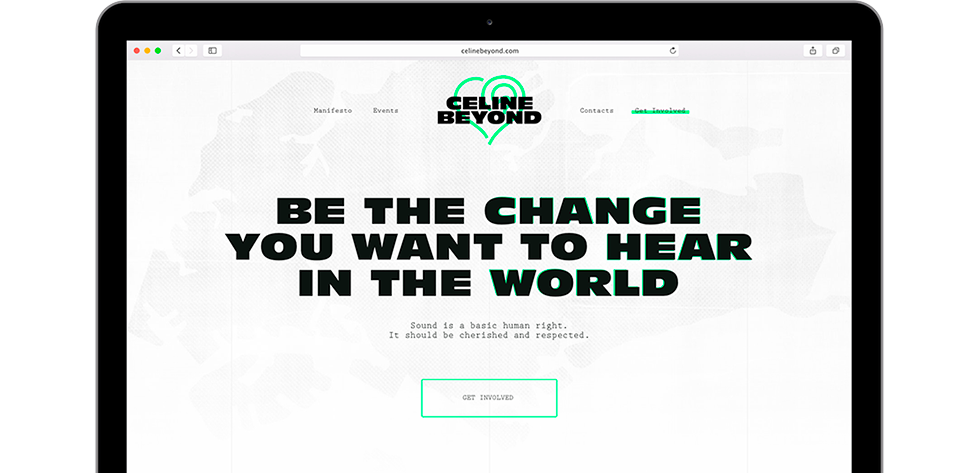 celinebeyond.com
Manifesto Events
CELINE
BEYOND
Contacts Get Involved
BE THE CHANGE
YOU WANT TO HEAR
IN THE WORLD
Sound is a basic human right.
It should be cherished and respected.
GET INVOLVED